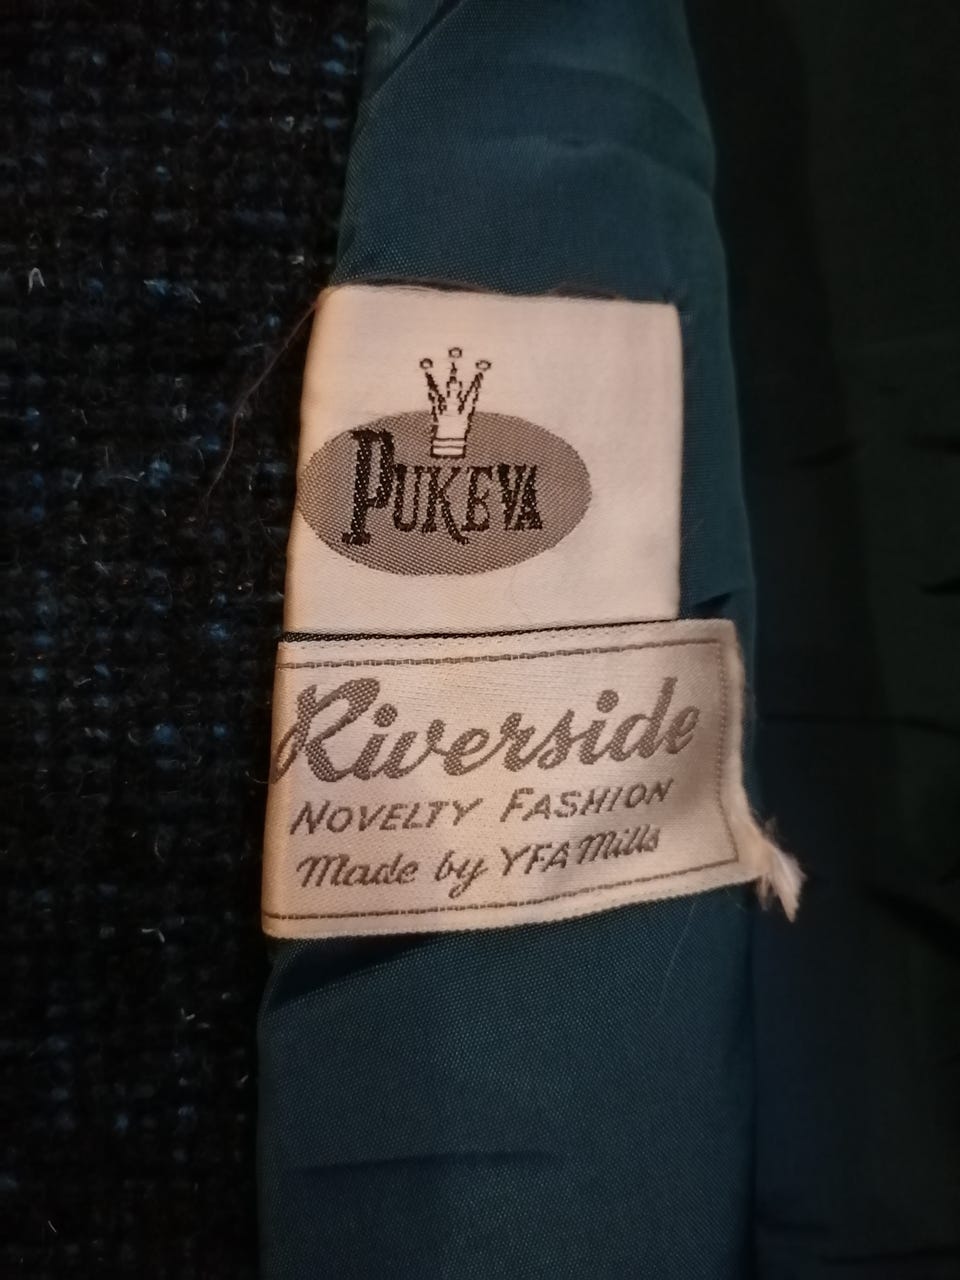 PUKEVA
Riverside
NOVELTY FASHION
Made by YFA Mills